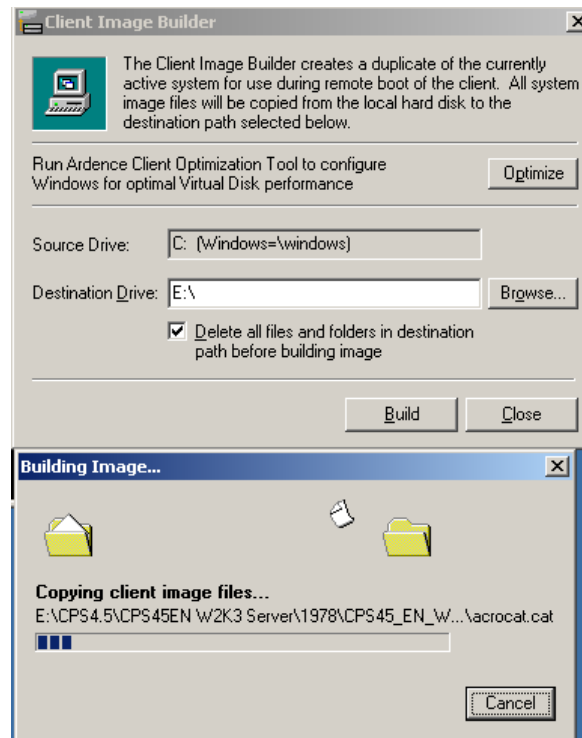 Client Image Builder
The Client Image Builder creates a duplicate of the currently
active system for use during remote boot of the client. All system
image files will be copied from the local hard disk to the
destination path selected below.
Run Ardence Client Optimization Tool to configure
Windows for optimal Virtual Disk performance
Optimize
Source Drive:
C: (Windows=\windows)
Destination Drive:
E:\
Browse...
Delete all files and folders in destination
path before building image
Build
Close
Building Image...
Copying client image files...
E:\CPS4.5\CPS45EN W2K3 Server\1978\CPS45_EN_W...\acrocat.cat
Cancel